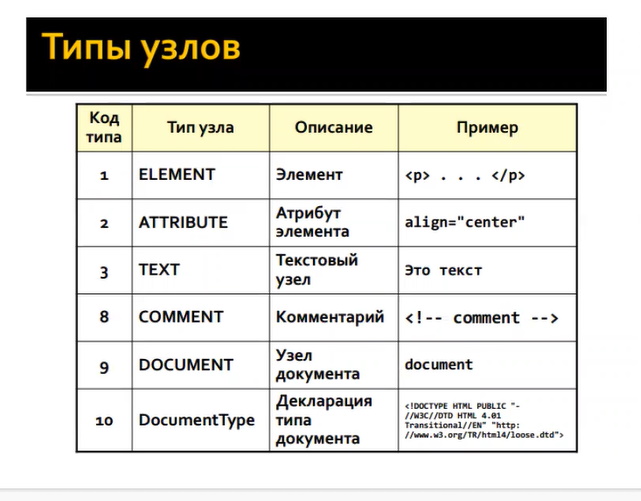 Типы узлов
Код типа Тип узла Описание Пример
1 ELEMENT Элемент <p> . . . </p>
2 ATTRIBUTE Атрибут элемента align="center"
3 TEXT Текстовый узел Это текст
8 COMMENT Комментарий <!-- comment -->
9 DOCUMENT Узел документа document
10 DocumentType Декларация типа документа <!DOCTYPE HTML PUBLIC "-
//W3C//DTD HTML 4.01
Transitional//EN" "http:
//www.w3.org/TR/html4/loose.dtd">